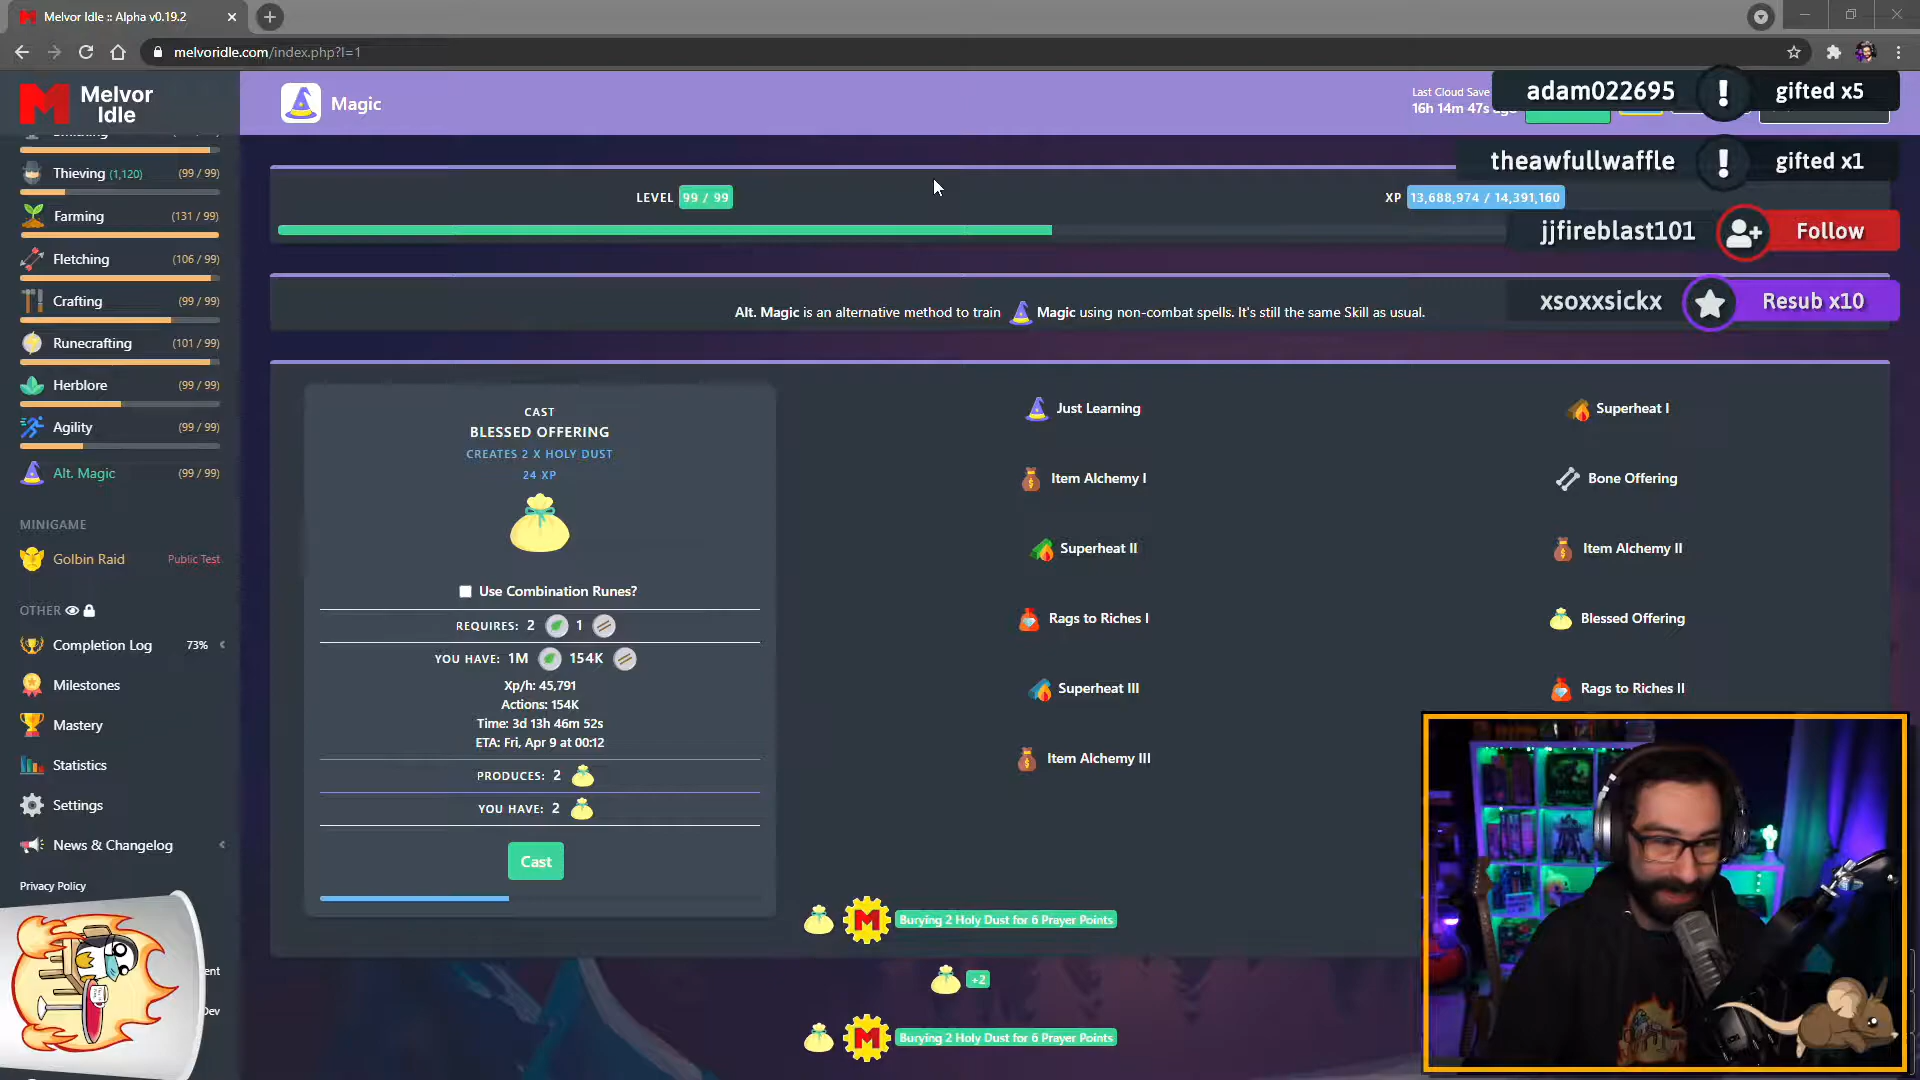 Melvor Idle :: Alpha v0.19.2
melvoridle.com/index.php?l=1
Melvor
Idle
Magic
Last Cloud Save
16h 14m 47s ago
adam022695
gifted x5
theawfullwaffle
gifted x1
jjfireblast101
Follow
xsoxxsickx
Resub x10
Smithing
Thieving (1,120) (99 / 99)
Farming (131 / 99)
Fletching (106 / 99)
Crafting (99 / 99)
Runecrafting (101 / 99)
Herblore (99 / 99)
Agility (99 / 99)
Alt. Magic (99 / 99)
MINIGAME
Golbin Raid Public Test
OTHER
Completion Log 73%
Milestones
Mastery
Statistics
Settings
News & Changelog
Privacy Policy
LEVEL 99 / 99
XP 13,688,974 / 14,391,160
Alt. Magic is an alternative method to train Magic using non-combat spells. It's still the same Skill as usual.
CAST
BLESSED OFFERING
CREATES 2 X HOLY DUST
24 XP
Use Combination Runes?
REQUIRES: 2 1
YOU HAVE: 1M 154K
Xp/h: 45,791
Actions: 154K
Time: 3d 13h 46m 52s
ETA: Fri, Apr 9 at 00:12
PRODUCES: 2
YOU HAVE: 2
Cast
Just Learning
Superheat I
Item Alchemy I
Bone Offering
Superheat II
Item Alchemy II
Rags to Riches I
Blessed Offering
Superheat III
Rags to Riches II
Item Alchemy III
Burying 2 Holy Dust for 6 Prayer Points
+2
Burying 2 Holy Dust for 6 Prayer Points